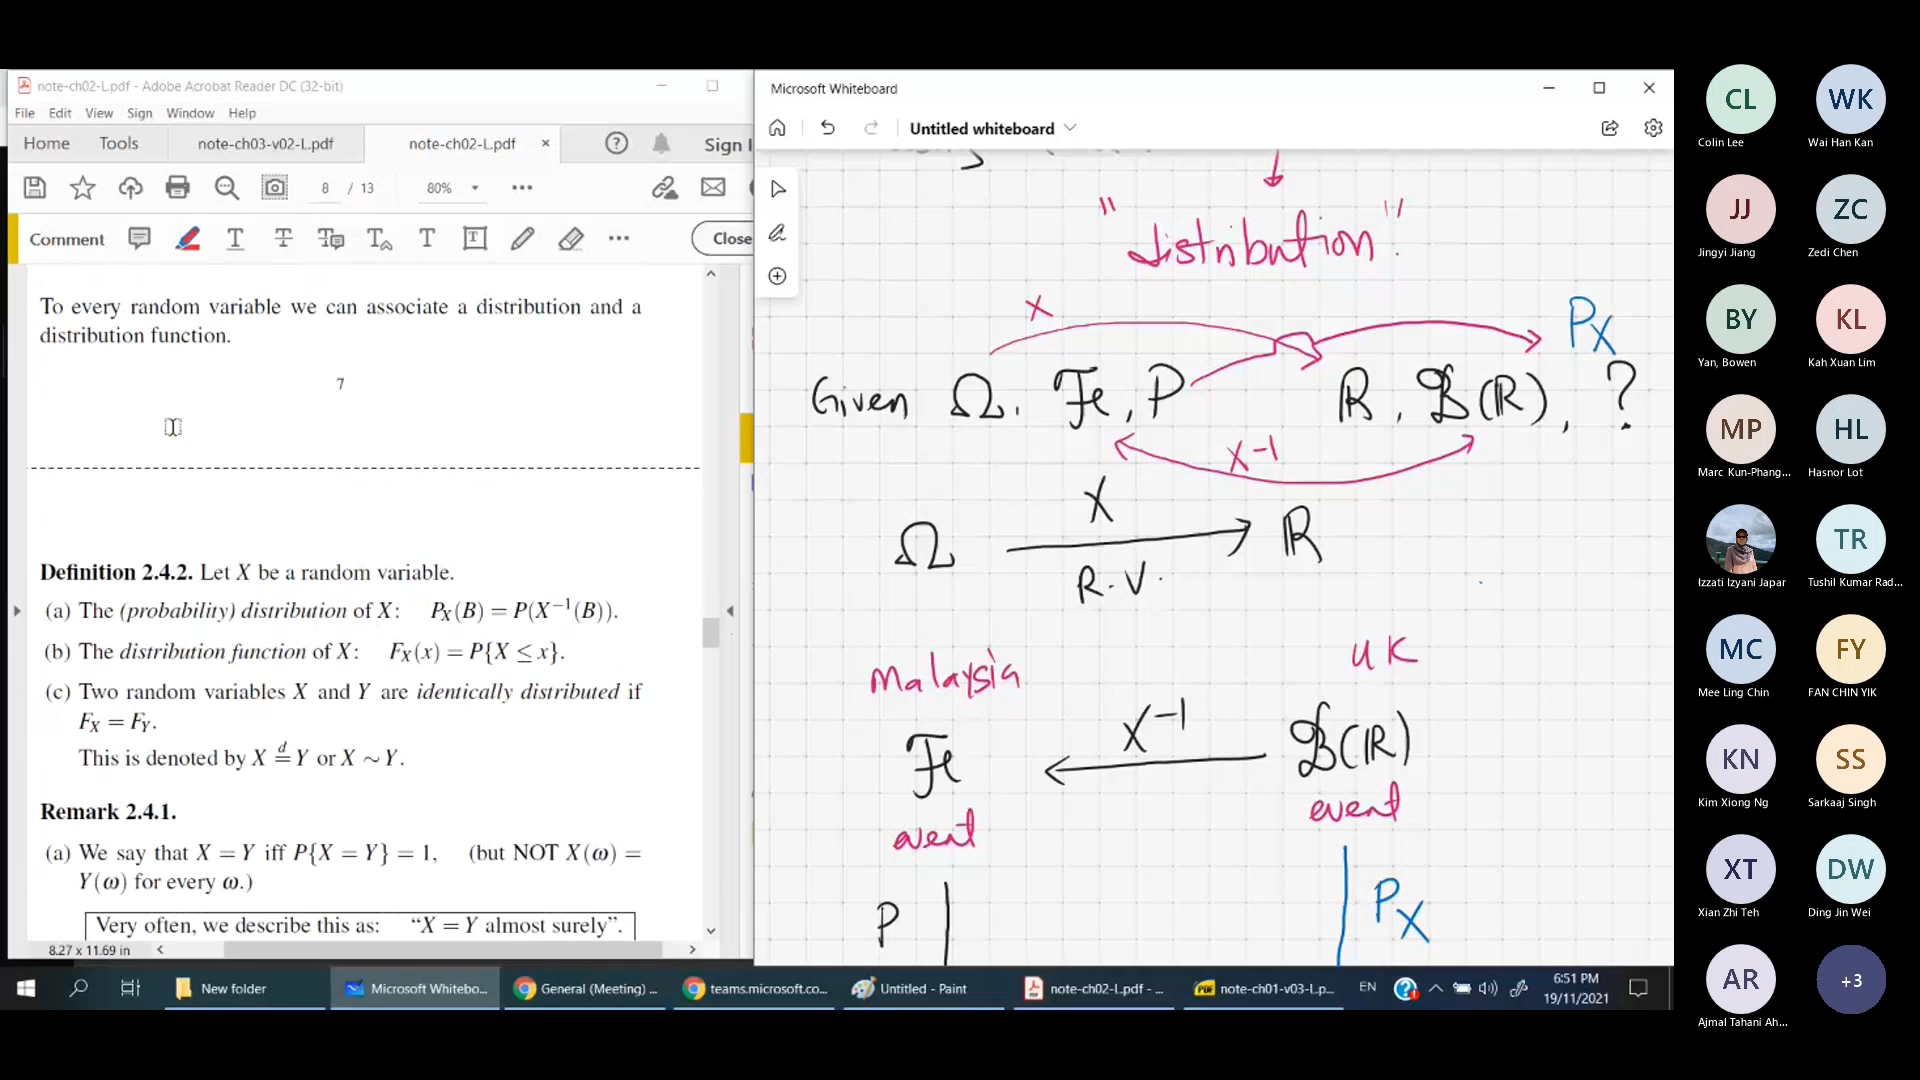 note-ch02-L.pdf - Adobe Acrobat Reader DC (32-bit)
File Edit View Sign Window Help
Home Tools note-ch03-v02-L.pdf note-ch02-L.pdf × Sign I
8 / 13 80%
Comment Close
To every random variable we can associate a distribution and a
distribution function.
7
Definition 2.4.2. Let X be a random variable.
(a) The (probability) distribution of X: P_X(B) = P(X⁻¹(B)).
(b) The distribution function of X: F_X(x) = P{X ≤ x}.
(c) Two random variables X and Y are identically distributed if
F_X = F_Y.
This is denoted by X =ᵈ Y or X ∼ Y.
Remark 2.4.1.
(a) We say that X = Y iff P{X = Y} = 1, (but NOT X(ω) =
Y(ω) for every ω.)
Very often, we describe this as: “X = Y almost surely”.
8.27 x 11.69 in
Microsoft Whiteboard
Untitled whiteboard
"distribution".
X
P_X
Given Ω, ℱ, P ℝ, ℬ(ℝ), ?
X⁻¹
X
Ω ℝ
R.V.
Malaysia UK
X⁻¹
ℱ ℬ(ℝ)
event event
P P_X
CL WK
Colin Lee Wai Han Kan
JJ ZC
Jingyi Jiang Zedi Chen
BY KL
Yan, Bowen Kah Xuan Lim
MP HL
Marc Kun-Phang... Hasnor Lot
TR
Izzati Izyani Japar Tushil Kumar Rad...
MC FY
Mee Ling Chin FAN CHIN YIK
KN SS
Kim Xiong Ng Sarkaaj Singh
XT DW
Xian Zhi Teh Ding Jin Wei
AR +3
Ajmal Tahani Ah...
New folder Microsoft Whitebo... General (Meeting) ... teams.microsoft.co... Untitled - Paint note-ch02-L.pdf - ... note-ch01-v03-L.p... EN 6:51 PM
19/11/2021